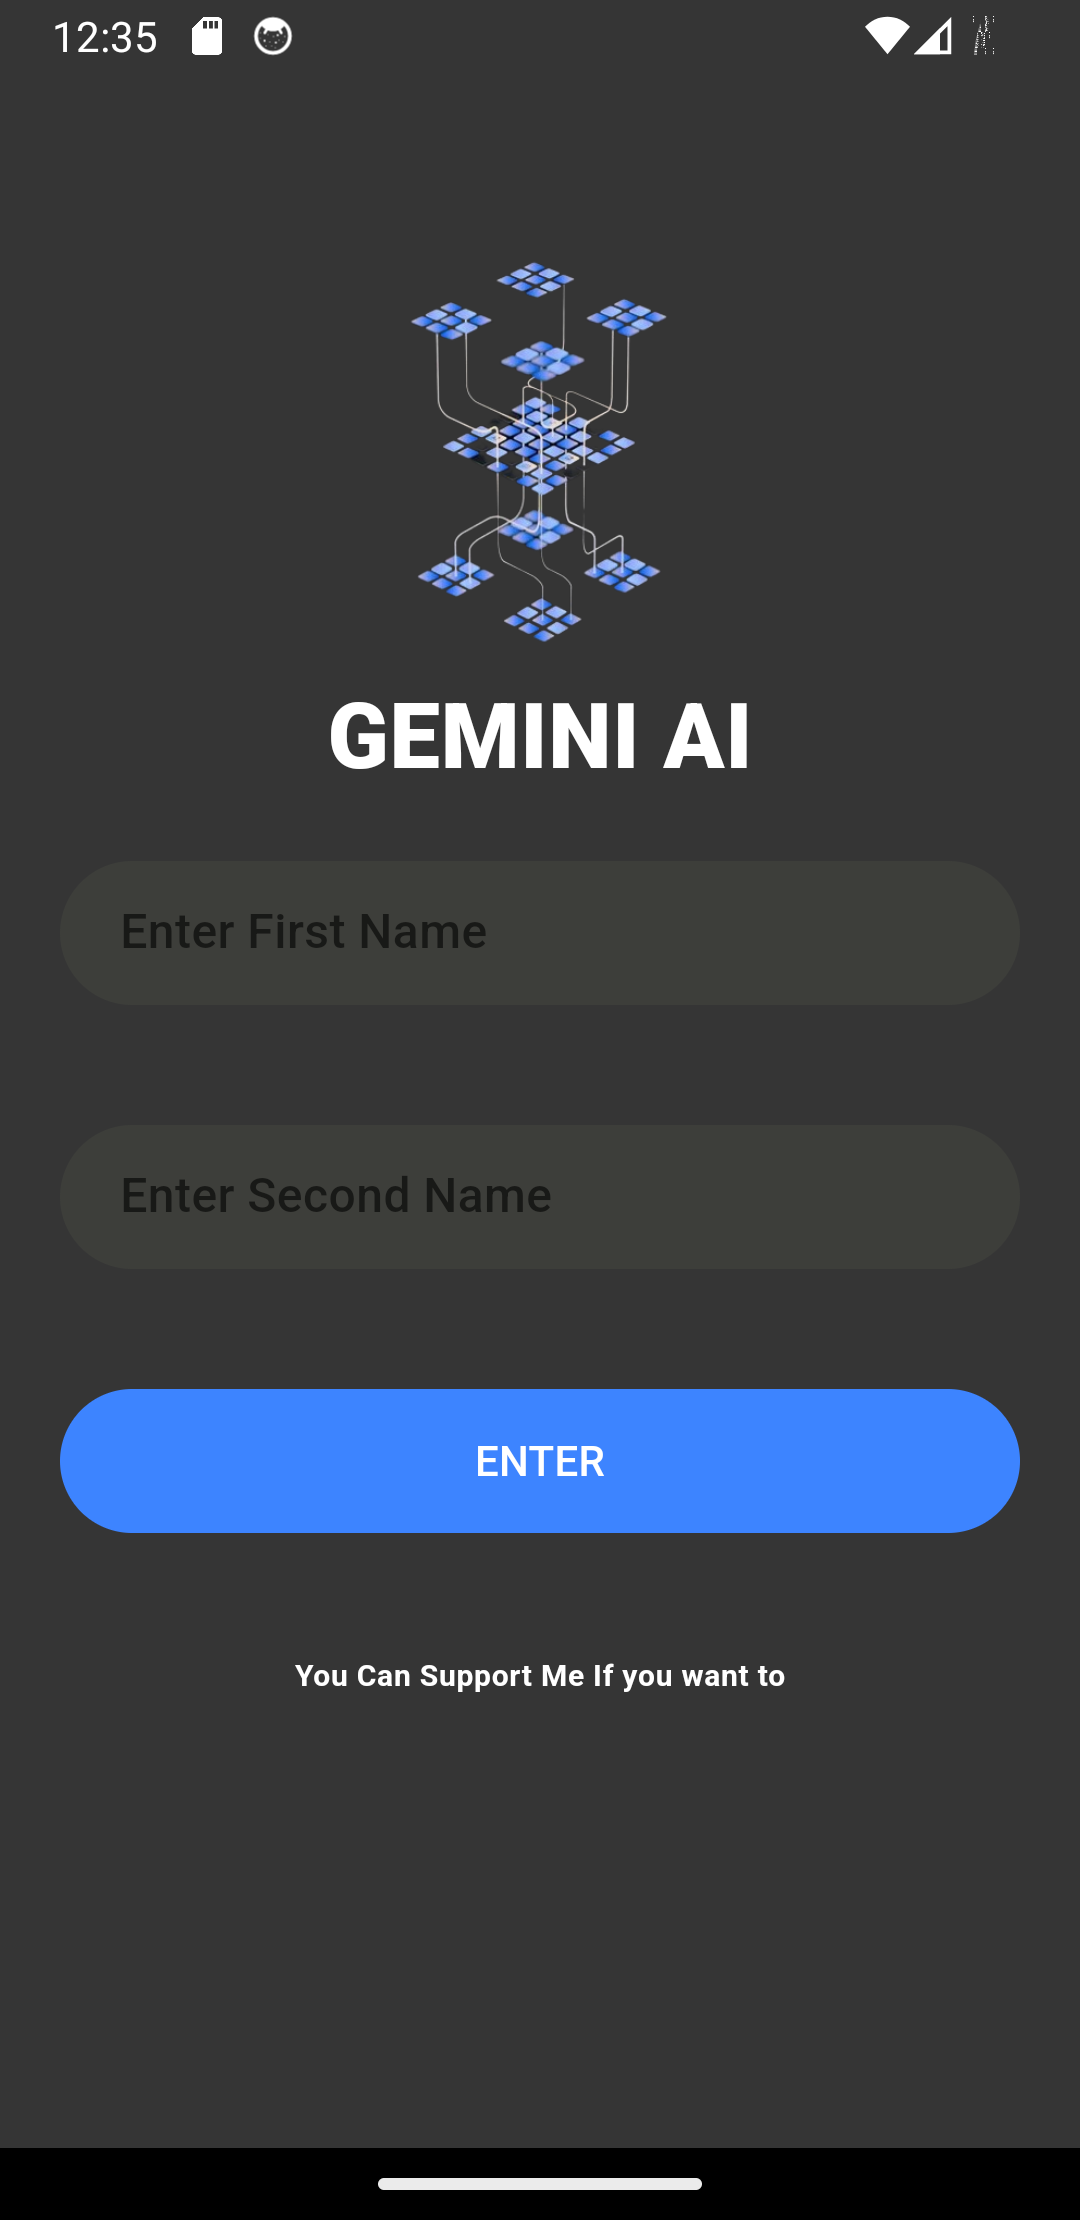 12:35
GEMINI AI
Enter First Name
Enter Second Name
ENTER
You Can Support Me If you want to